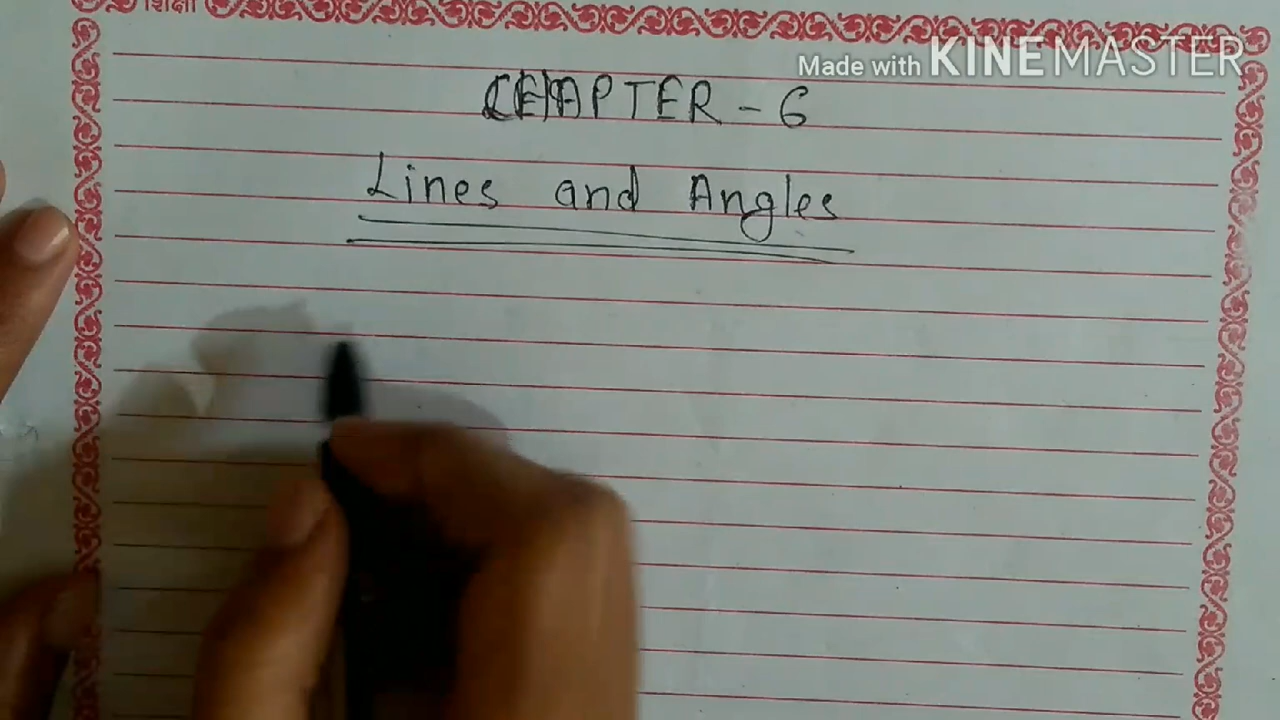 शिक्षा
Made with KINEMASTER
CHAPTER - 6
Lines and Angles